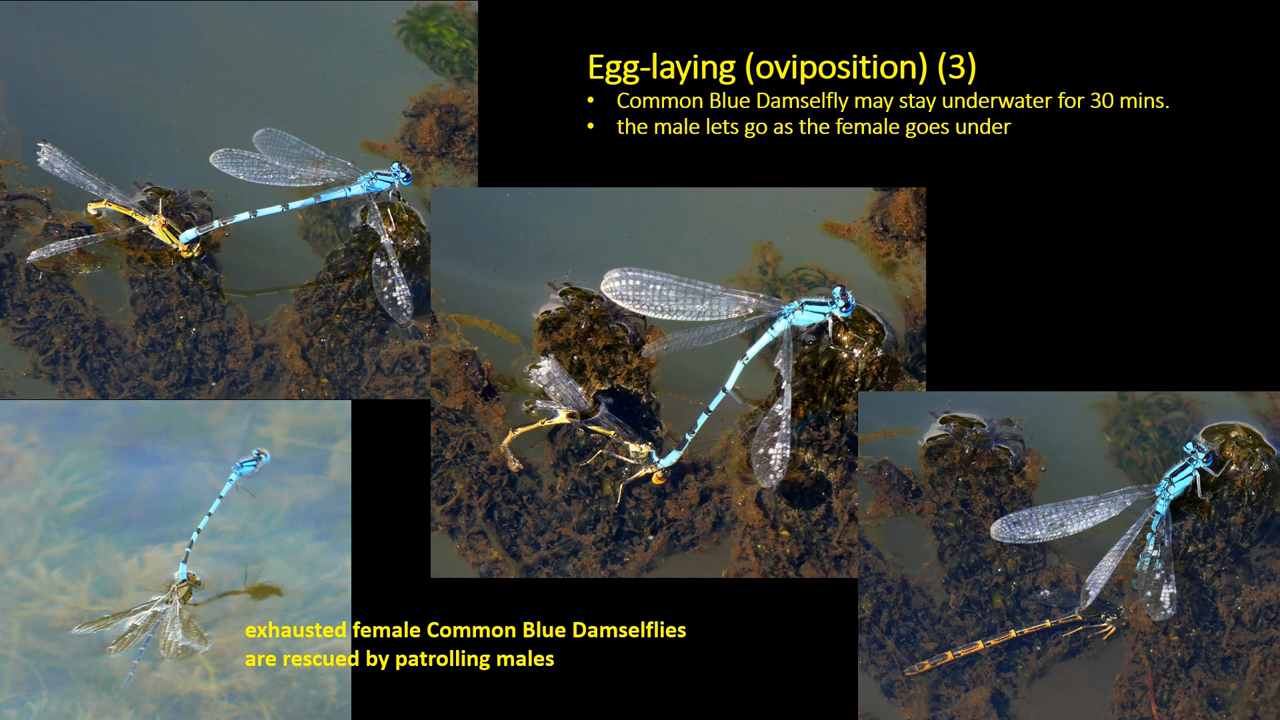 Egg-laying (oviposition) (3)
• Common Blue Damselfly may stay underwater for 30 mins.
• the male lets go as the female goes under
exhausted female Common Blue Damselflies
are rescued by patrolling males